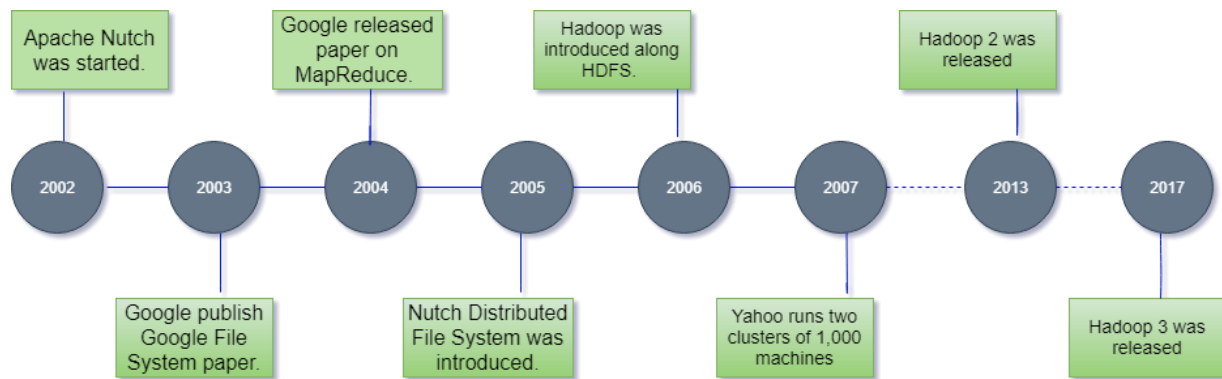 Apache Nutch
was started.
Google released
paper on
MapReduce.
Hadoop was
introduced along
HDFS.
Hadoop 2 was
released
2002
2003
2004
2005
2006
2007
2013
2017
Google publish
Google File
System paper.
Nutch Distributed
File System was
introduced.
Yahoo runs two
clusters of 1,000
machines
Hadoop 3 was
released